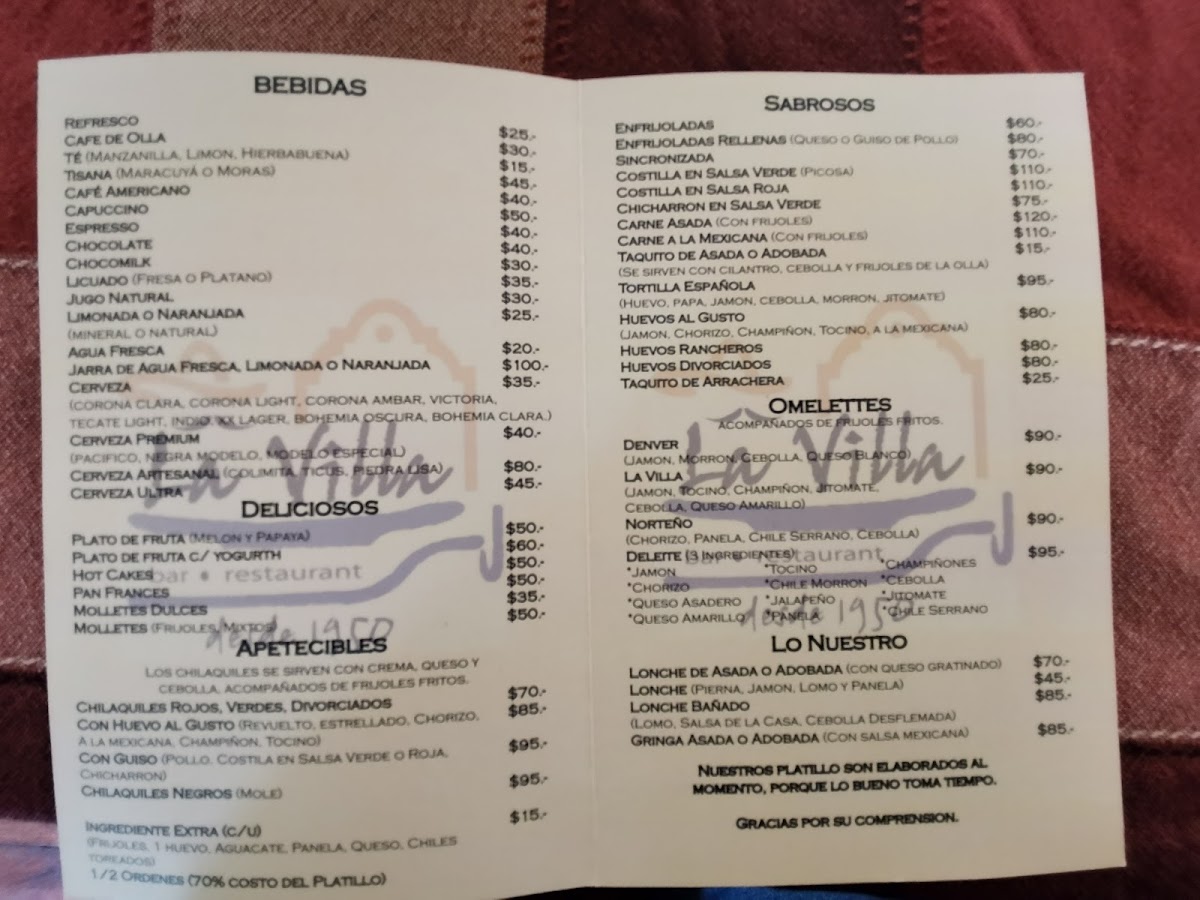 BEBIDAS
REFRESCO $25.-
CAFE DE OLLA $30.-
TÉ (MANZANILLA, LIMON, HIERBABUENA) $15.-
TISANA (MARACUYÁ O MORAS) $45.-
CAFÉ AMERICANO $40.-
CAPUCCINO $50.-
ESPRESSO $40.-
CHOCOLATE $40.-
CHOCOMILK $30.-
LICUADO (FRESA O PLATANO) $35.-
JUGO NATURAL $30.-
LIMONADA O NARANJADA $25.-
(MINERAL O NATURAL)
AGUA FRESCA $20.-
JARRA DE AGUA FRESCA, LIMONADA O NARANJADA $100.-
CERVEZA $35.-
(CORONA CLARA, CORONA LIGHT, CORONA AMBAR, VICTORIA,
TECATE LIGHT, INDIO, XX LAGER, BOHEMIA OSCURA, BOHEMIA CLARA.)
CERVEZA PREMIUM $40.-
(PACIFICO, NEGRA MODELO, MODELO ESPECIAL)
CERVEZA ARTESANAL (COLIMITA, TICUS, PIEDRA LISA) $80.-
CERVEZA ULTRA $45.-
La Villa
bar • restaurant
desde 1950
DELICIOSOS
PLATO DE FRUTA (MELON Y PAPAYA) $50.-
PLATO DE FRUTA C/ YOGURTH $60.-
HOT CAKES $50.-
PAN FRANCES $50.-
MOLLETES DULCES $35.-
MOLLETES (FRIJOLES, MIXTOS) $50.-
APETECIBLES
LOS CHILAQUILES SE SIRVEN CON CREMA, QUESO Y
CEBOLLA, ACOMPAÑADOS DE FRIJOLES FRITOS.
CHILAQUILES ROJOS, VERDES, DIVORCIADOS $70.-
CON HUEVO AL GUSTO (REVUELTO, ESTRELLADO, CHORIZO, $85.-
A LA MEXICANA, CHAMPIÑON, TOCINO)
CON GUISO (POLLO, COSTILA EN SALSA VERDE O ROJA, $95.-
CHICHARRON)
CHILAQUILES NEGROS (MOLE) $95.-
INGREDIENTE EXTRA (C/U) $15.-
(FRIJOLES, 1 HUEVO, AGUACATE, PANELA, QUESO, CHILES
TOREADOS)
1/2 ORDENES (70% COSTO DEL PLATILLO)
SABROSOS
ENFRIJOLADAS $60.-
ENFRIJOLADAS RELLENAS (QUESO O GUISO DE POLLO) $80.-
SINCRONIZADA $70.-
COSTILLA EN SALSA VERDE (PICOSA) $110.-
COSTILLA EN SALSA ROJA $110.-
CHICHARRON EN SALSA VERDE $75.-
CARNE ASADA (CON FRIJOLES) $120.-
CARNE A LA MEXICANA (CON FRIJOLES) $110.-
TAQUITO DE ASADA O ADOBADA $15.-
(SE SIRVEN CON CILANTRO, CEBOLLA Y FRIJOLES DE LA OLLA)
TORTILLA ESPAÑOLA $95.-
(HUEVO, PAPA, JAMON, CEBOLLA, MORRON, JITOMATE)
HUEVOS AL GUSTO $80.-
(JAMON, CHORIZO, CHAMPIÑON, TOCINO, A LA MEXICANA)
HUEVOS RANCHEROS $80.-
HUEVOS DIVORCIADOS $80.-
TAQUITO DE ARRACHERA $25.-
OMELETTES
ACOMPAÑADOS DE FRIJOLES FRITOS.
DENVER $90.-
(JAMON, MORRON, CEBOLLA, QUESO BLANCO)
LA VILLA $90.-
(JAMON, TOCINO, CHAMPIÑON, JITOMATE,
CEBOLLA, QUESO AMARILLO)
NORTEÑO $90.-
(CHORIZO, PANELA, CHILE SERRANO, CEBOLLA)
DELEITE (3 INGREDIENTES) $95.-
*JAMON *TOCINO *CHAMPIÑONES
*CHORIZO *CHILE MORRON *CEBOLLA
*QUESO ASADERO *JALAPEÑO *JITOMATE
*QUESO AMARILLO *PANELA *CHILE SERRANO
La Villa
bar • restaurant
desde 1950
LO NUESTRO
LONCHE DE ASADA O ADOBADA (CON QUESO GRATINADO) $70.-
LONCHE (PIERNA, JAMON, LOMO Y PANELA) $45.-
LONCHE BAÑADO $85.-
(LOMO, SALSA DE LA CASA, CEBOLLA DESFLEMADA)
GRINGA ASADA O ADOBADA (CON SALSA MEXICANA) $85.-
NUESTROS PLATILLO SON ELABORADOS AL
MOMENTO, PORQUE LO BUENO TOMA TIEMPO.
GRACIAS POR SU COMPRENSION.